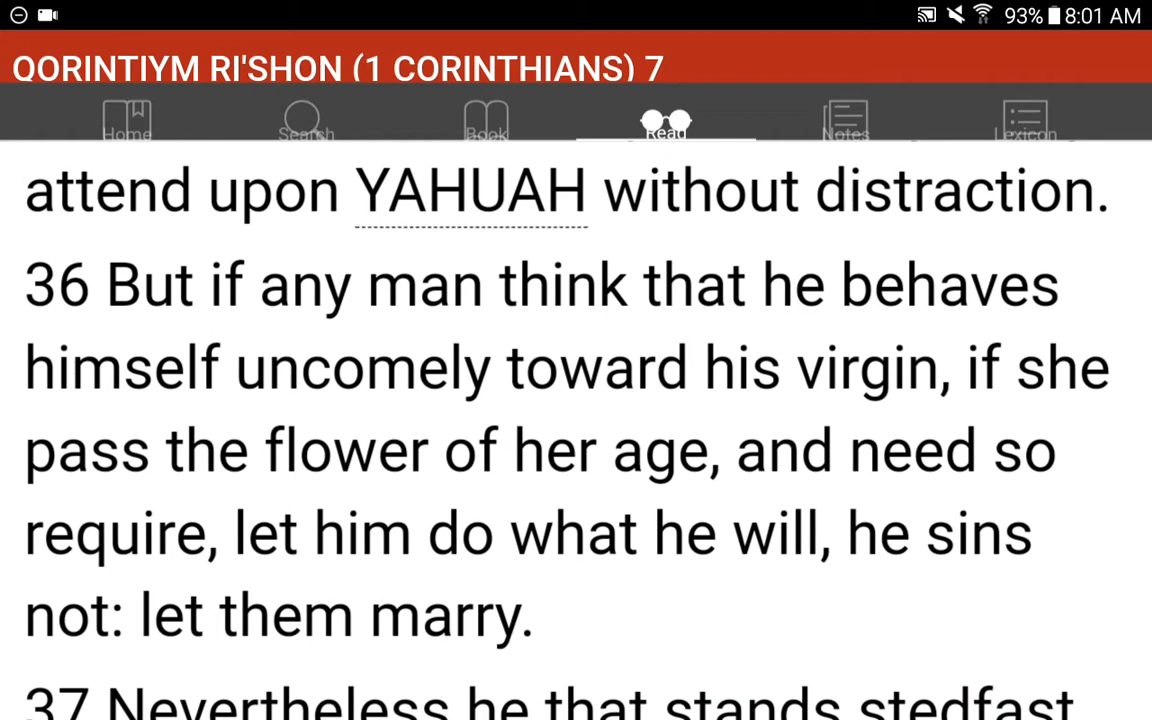 93% 8:01 AM
QORINTIYM RI'SHON (1 CORINTHIANS) 7
Home Search Book Read Notes Lexicon
attend upon YAHUAH without distraction.
36 But if any man think that he behaves
himself uncomely toward his virgin, if she
pass the flower of her age, and need so
require, let him do what he will, he sins
not: let them marry.
37 Nevertheless he that stands stedfast